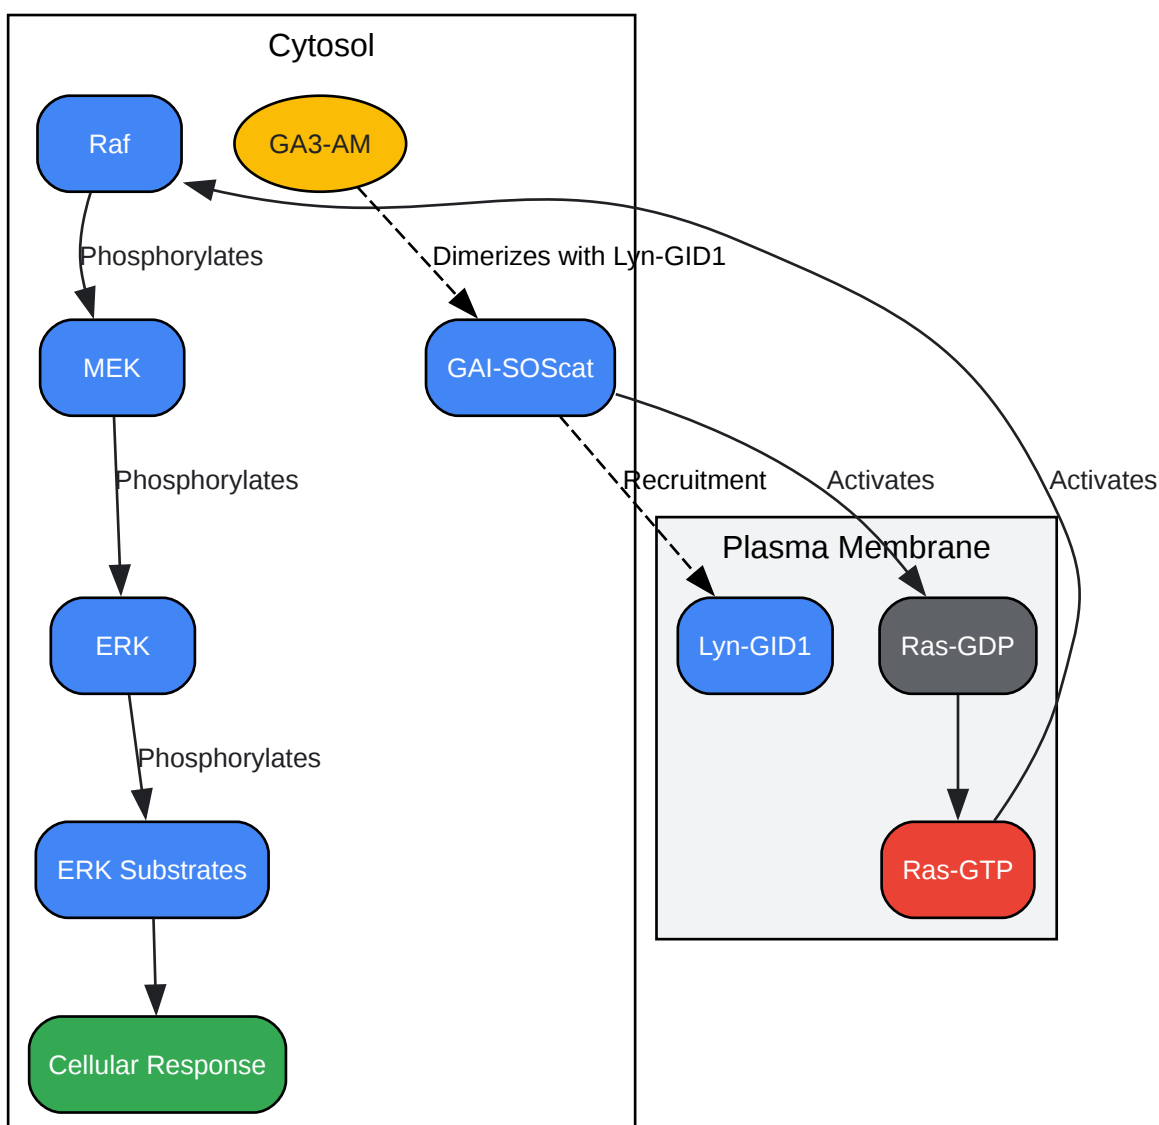 Cytosol
Raf
GA3-AM
Phosphorylates
Dimerizes with Lyn-GID1
MEK
GAI-SOScat
Phosphorylates
Recruitment
Activates
Activates
Plasma Membrane
ERK
Lyn-GID1
Ras-GDP
Phosphorylates
ERK Substrates
Ras-GTP
Cellular Response